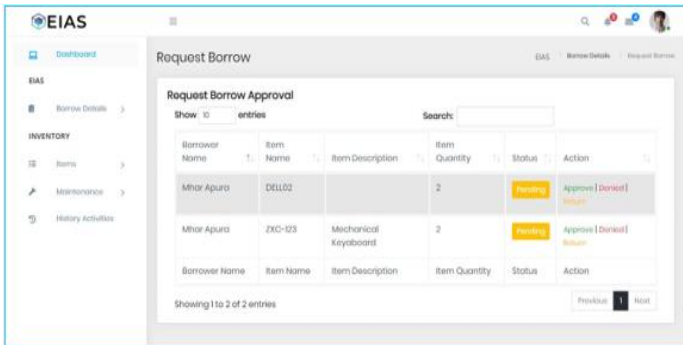 EIAS
Dashboard
EIAS
Borrow Details
INVENTORY
Items
Maintenance
History Activities
Request Borrow
EIAS Borrow Details Request Borrow
Request Borrow Approval
Show 10 entries Search:
Borrower Name Item Name Item Description Item Quantity Status Action
Mhar Apura DELL02 2 Pending Approve | Denied | Return
Mhar Apura ZXC-123 Mechanical Keyaboard 2 Pending Approve | Denied | Return
Borrower Name Item Name Item Description Item Quantity Status Action
Showing 1 to 2 of 2 entries
Previous 1 Next